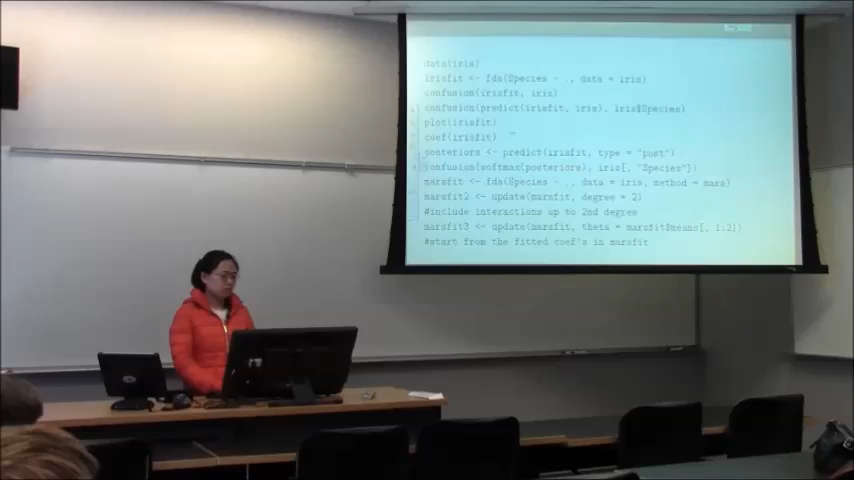 data(iris)
irisfit <- fda(Species ~ ., data = iris)
confusion(irisfit, iris)
confusion(predict(irisfit, iris), iris$Species)
plot(irisfit)
coef(irisfit)
posteriors <- predict(irisfit, type = "post")
confusion(softmax(posteriors), iris[, "Species"])
marsfit <- fda(Species ~ ., data = iris, method = mars)
marsfit2 <- update(marsfit, degree = 2)
#include interactions up to 2nd degree
marsfit3 <- update(marsfit, theta = marsfit$means[, 1:2])
#start from the fitted coef's in marsfit